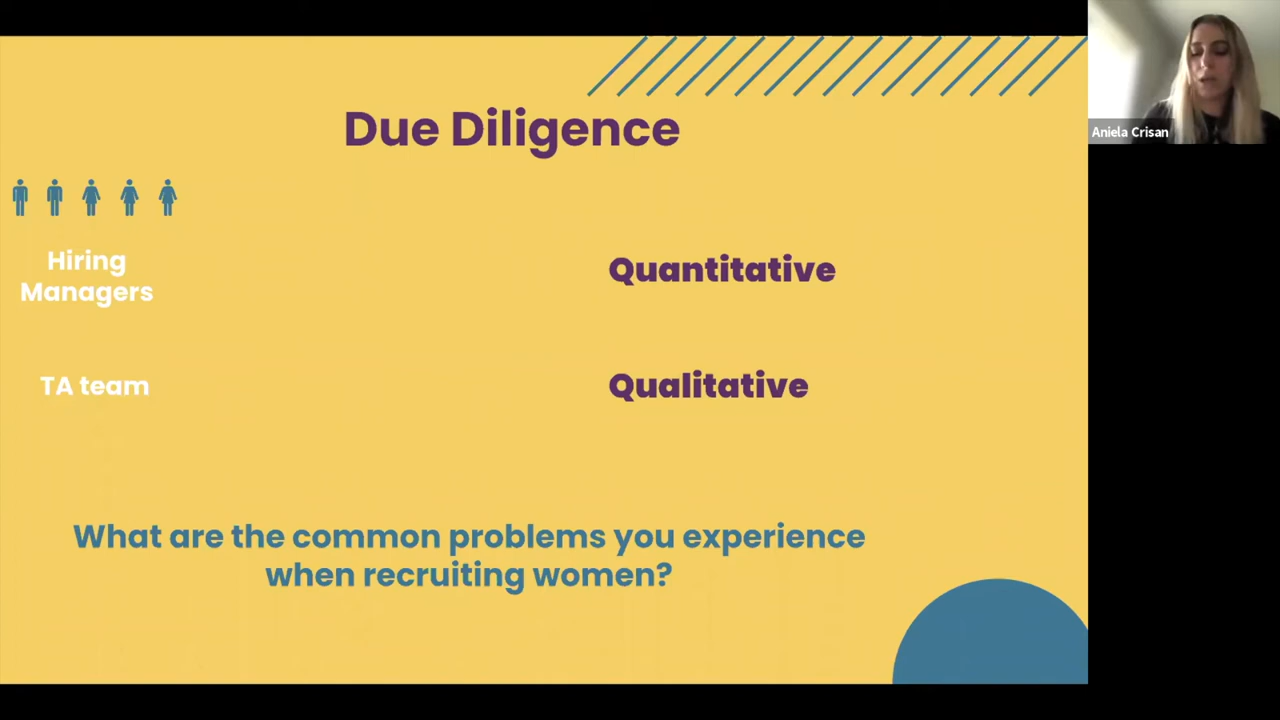 Due Diligence
Aniela Crisan
Hiring
Managers
Quantitative
TA team
Qualitative
What are the common problems you experience
when recruiting women?